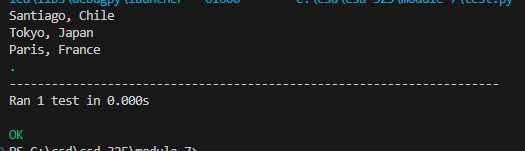 Santiago, Chile
Tokyo, Japan
Paris, France
.
----------------------------------------------------------------------
Ran 1 test in 0.000s
OK